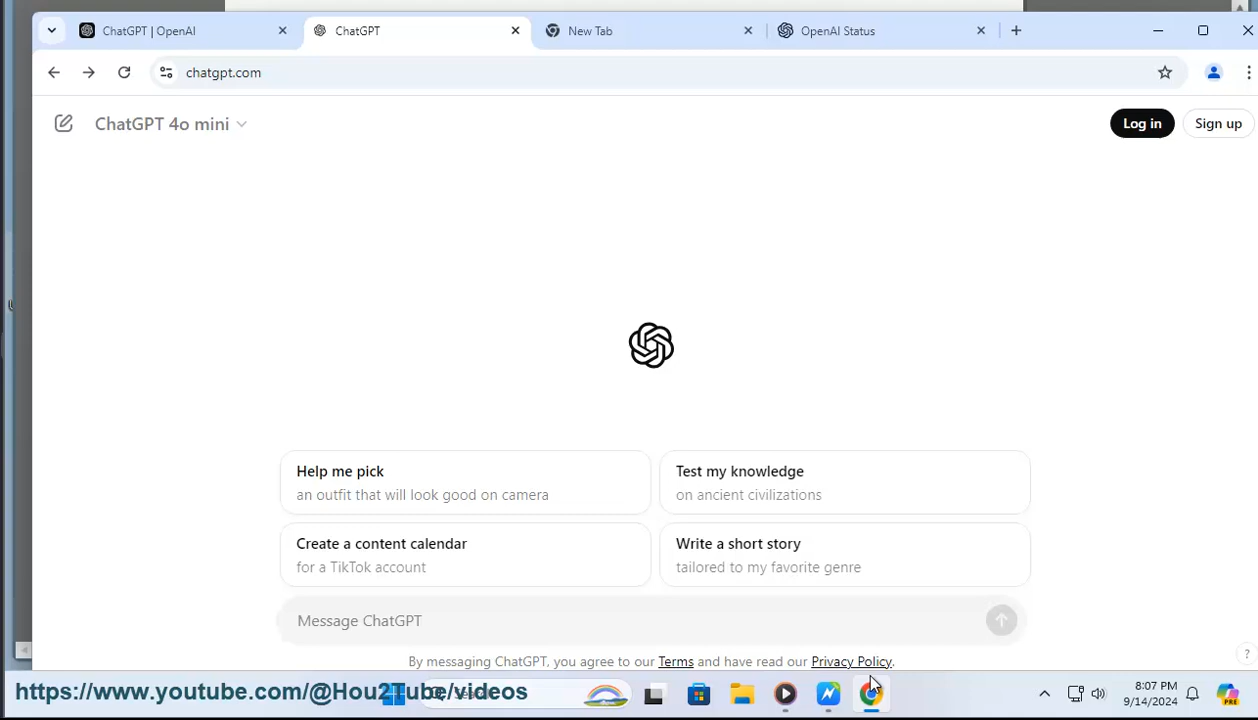 ChatGPT | OpenAI
ChatGPT
New Tab
OpenAI Status
chatgpt.com
ChatGPT 4o mini
Log in
Sign up
Help me pick
an outfit that will look good on camera
Test my knowledge
on ancient civilizations
Create a content calendar
for a TikTok account
Write a short story
tailored to my favorite genre
Message ChatGPT
By messaging ChatGPT, you agree to our Terms and have read our Privacy Policy.
?
https://www.youtube.com/@Hou2Tube/videos
8:07 PM
9/14/2024
PRE